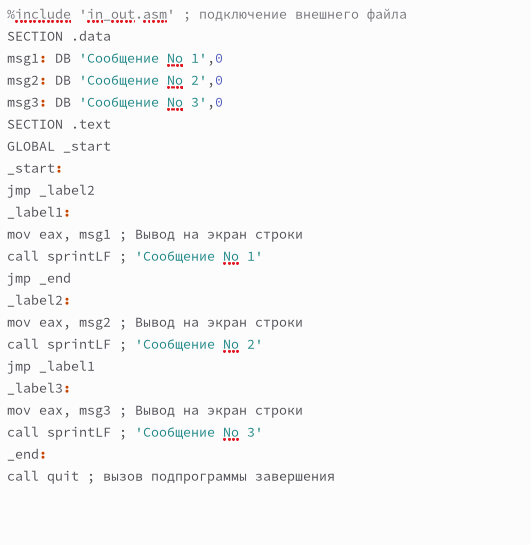 %include 'in_out.asm' ; подключение внешнего файла
SECTION .data
msg1: DB 'Сообщение No 1',0
msg2: DB 'Сообщение No 2',0
msg3: DB 'Сообщение No 3',0
SECTION .text
GLOBAL _start
_start:
jmp _label2
_label1:
mov eax, msg1 ; Вывод на экран строки
call sprintLF ; 'Сообщение No 1'
jmp _end
_label2:
mov eax, msg2 ; Вывод на экран строки
call sprintLF ; 'Сообщение No 2'
jmp _label1
_label3:
mov eax, msg3 ; Вывод на экран строки
call sprintLF ; 'Сообщение No 3'
_end:
call quit ; вызов подпрограммы завершения